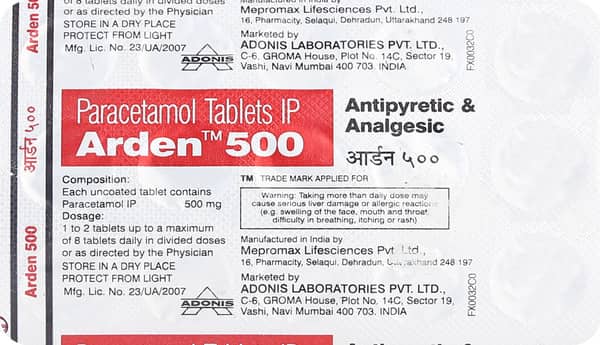 of 8 tablets daily in divided doses
or as directed by the Physician
STORE IN A DRY PLACE
PROTECT FROM LIGHT
Mfg. Lic. No. 23/UA/2007
ADONIS
Manufactured in India by
Mepromax Lifesciences Pvt. Ltd.,
16, Pharmacity, Selaqui, Dehradun, Uttarakhand 248 197
Marketed by
ADONIS LABORATORIES PVT. LTD.,
C-6, GROMA House, Plot No. 14C, Sector 19,
Vashi, Navi Mumbai 400 703. INDIA
FX0032C0
Arden 50
आर्डन ५००
Arden 500
Paracetamol Tablets IP
Arden™ 500
Antipyretic &
Analgesic
आर्डन ५००
Composition:
Each uncoated tablet contains
Paracetamol IP 500 mg
Dosage:
1 to 2 tablets up to a maximum
of 8 tablets daily in divided doses
or as directed by the Physician
STORE IN A DRY PLACE
PROTECT FROM LIGHT
Mfg. Lic. No. 23/UA/2007
ADONIS
TM TRADE MARK APPLIED FOR
Warning: Taking more than daily dose may
cause serious liver damage or allergic reactions
(e.g. swelling of the face, mouth and throat,
difficulty in breathing, itching or rash)
Manufactured in India by
Mepromax Lifesciences Pvt. Ltd.,
16, Pharmacity, Selaqui, Dehradun, Uttarakhand 248 197
Marketed by
ADONIS LABORATORIES PVT. LTD.,
C-6, GROMA House, Plot No. 14C, Sector 19,
Vashi, Navi Mumbai 400 703. INDIA
FX0032C0
Paracetamol Tablets IP
Antipyretic &